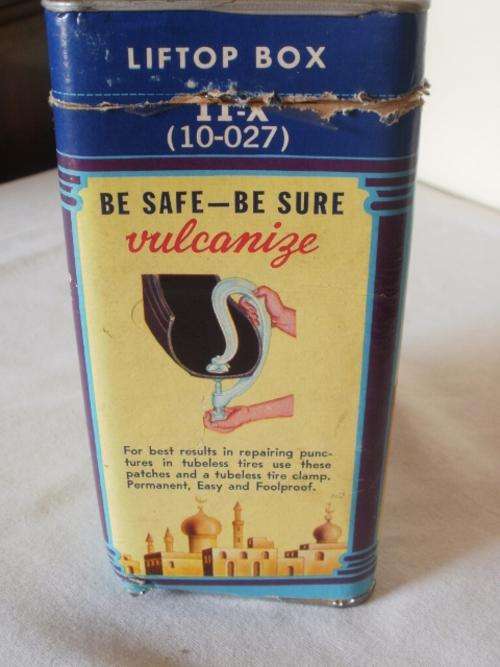 LIFTOP BOX
11-X
(10-027)
BE SAFE—BE SURE
vulcanize
For best results in repairing punc-
tures in tubeless tires use these
patches and a tubeless tire clamp.
Permanent, Easy and Foolproof.